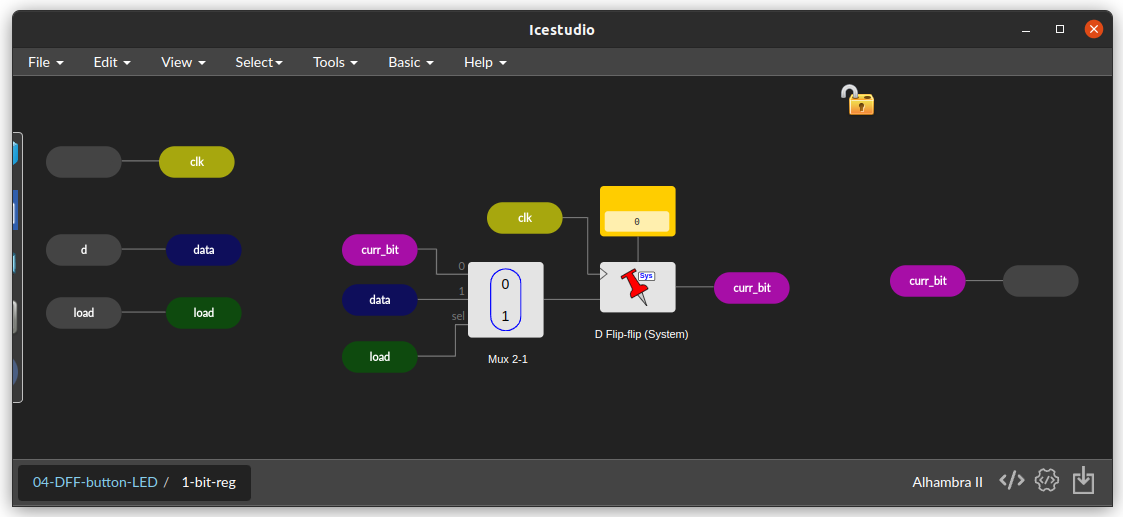 Icestudio
File Edit View Select Tools Basic Help
clk
d data
load load
clk
0
curr_bit
data
load
0
1
sel
0
1
Mux 2-1
Sys
D Flip-flip (System)
curr_bit
curr_bit
04-DFF-button-LED / 1-bit-reg
Alhambra II